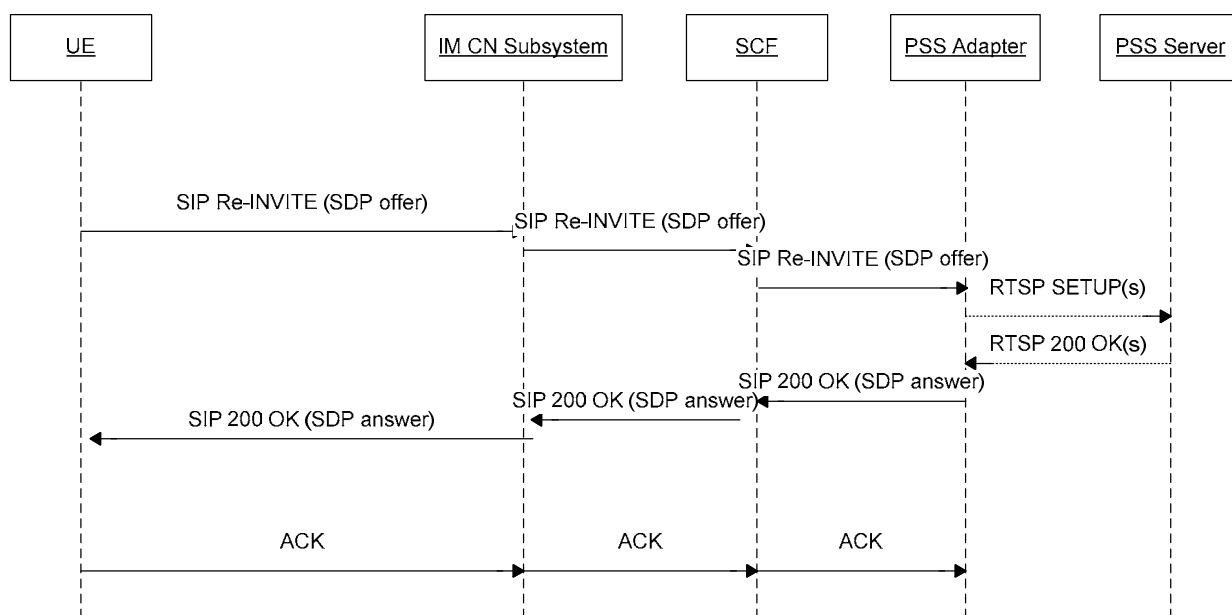 UE
IM CN Subsystem
SCF
PSS Adapter
PSS Server
SIP Re-INVITE (SDP offer)
SIP Re-INVITE (SDP offer)
SIP Re-INVITE (SDP offer)
RTSP SETUP(s)
RTSP 200 OK(s)
SIP 200 OK (SDP answer)
SIP 200 OK (SDP answer)
SIP 200 OK (SDP answer)
ACK
ACK
ACK